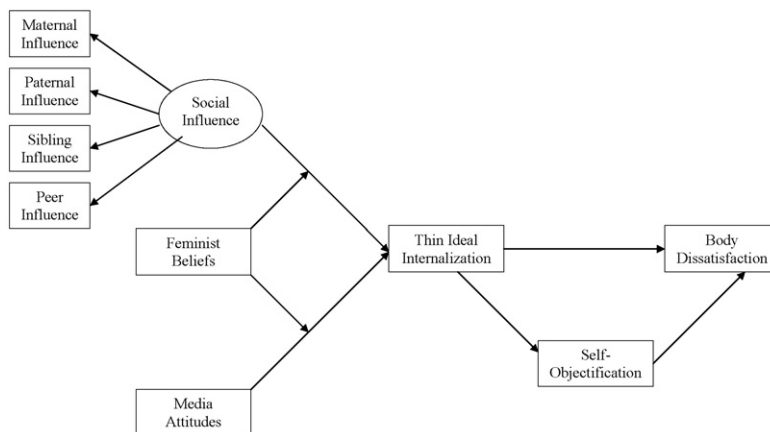 Maternal
Influence
Paternal
Influence
Sibling
Influence
Peer
Influence
Social
Influence
Feminist
Beliefs
Media
Attitudes
Thin Ideal
Internalization
Self-
Objectification
Body
Dissatisfaction